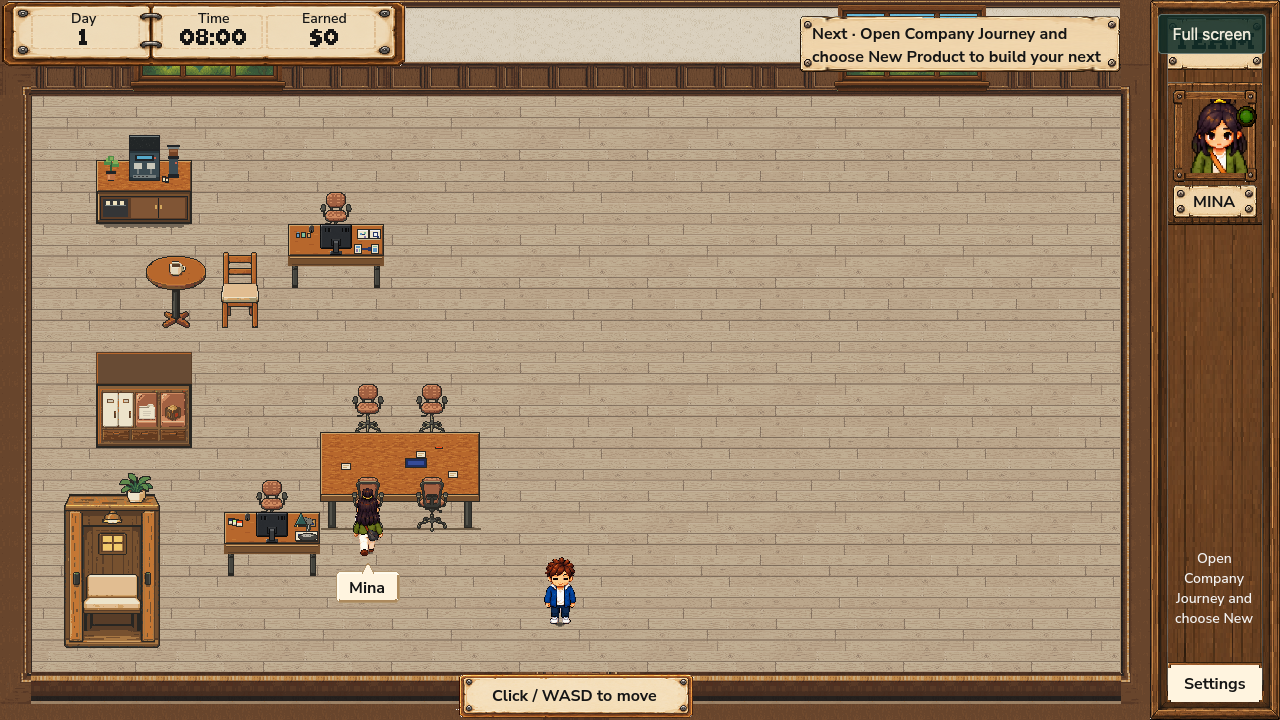 Day
1
Time
08:00
Earned
$0
Next · Open Company Journey and
choose New Product to build your next
Full screen
MINA
Mina
Open
Company
Journey and
choose New
Settings
Click / WASD to move